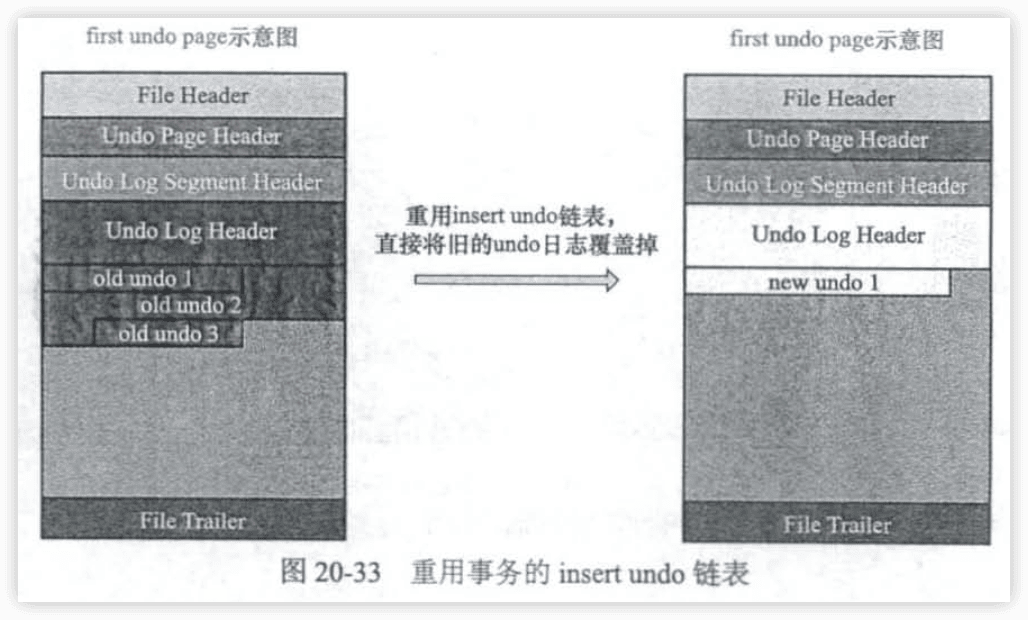 first undo page示意图
File Header
Undo Page Header
Undo Log Segment Header
Undo Log Header
old undo 1
old undo 2
old undo 3
File Trailer
重用insert undo链表，
直接将旧的undo日志覆盖掉
first undo page示意图
File Header
Undo Page Header
Undo Log Segment Header
Undo Log Header
new undo 1
File Trailer
图 20-33 重用事务的 insert undo 链表